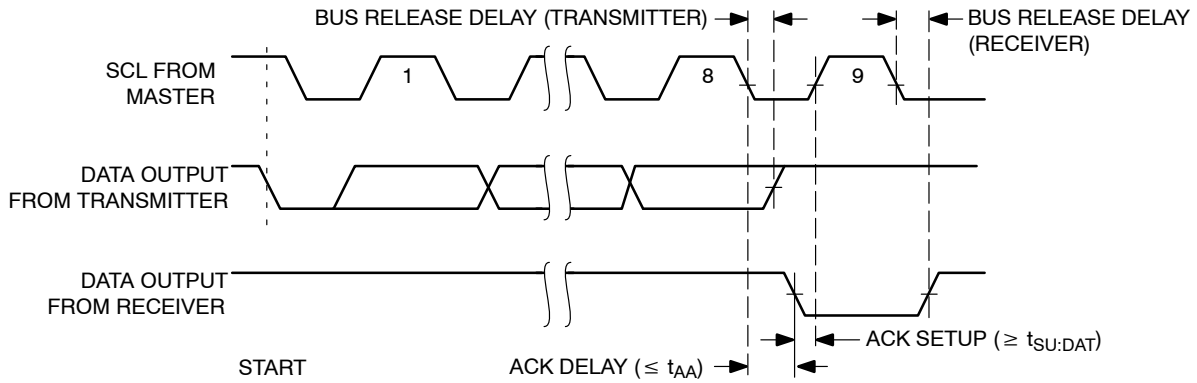 BUS RELEASE DELAY (TRANSMITTER)
BUS RELEASE DELAY
(RECEIVER)
SCL FROM
MASTER
1
8
9
DATA OUTPUT
FROM TRANSMITTER
DATA OUTPUT
FROM RECEIVER
START
ACK DELAY (≤ tAA)
ACK SETUP (≥ tSU:DAT)